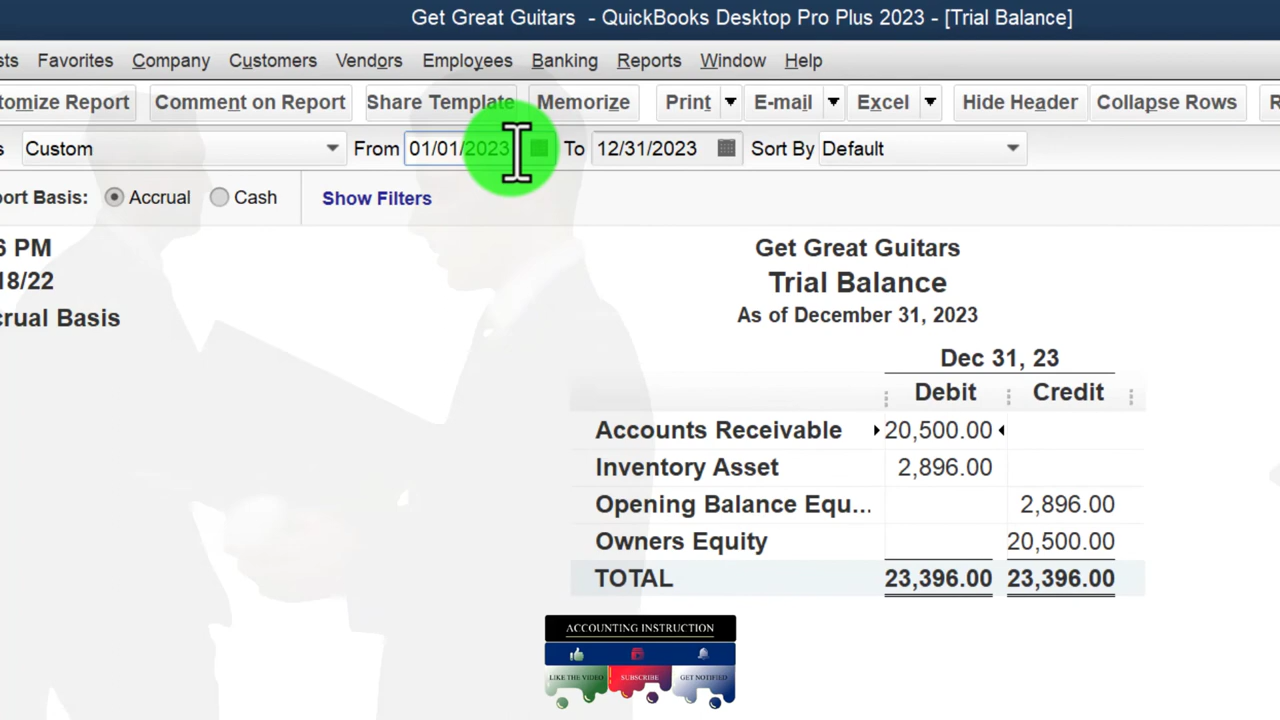 Get Great Guitars - QuickBooks Desktop Pro Plus 2023 - [Trial Balance]
sts Favorites Company Customers Vendors Employees Banking Reports Window Help
tomize Report Comment on Report Share Template Memorize Print E-mail Excel Hide Header Collapse Rows R
s Custom From 01/01/2023 To 12/31/2023 Sort By Default
ort Basis: Accrual Cash Show Filters
6 PM
18/22
crual Basis
Get Great Guitars
Trial Balance
As of December 31, 2023
Dec 31, 23
Debit Credit
Accounts Receivable 20,500.00
Inventory Asset 2,896.00
Opening Balance Equ... 2,896.00
Owners Equity 20,500.00
TOTAL 23,396.00 23,396.00
ACCOUNTING INSTRUCTION
LIKE THE VIDEO SUBSCRIBE GET NOTIFIED